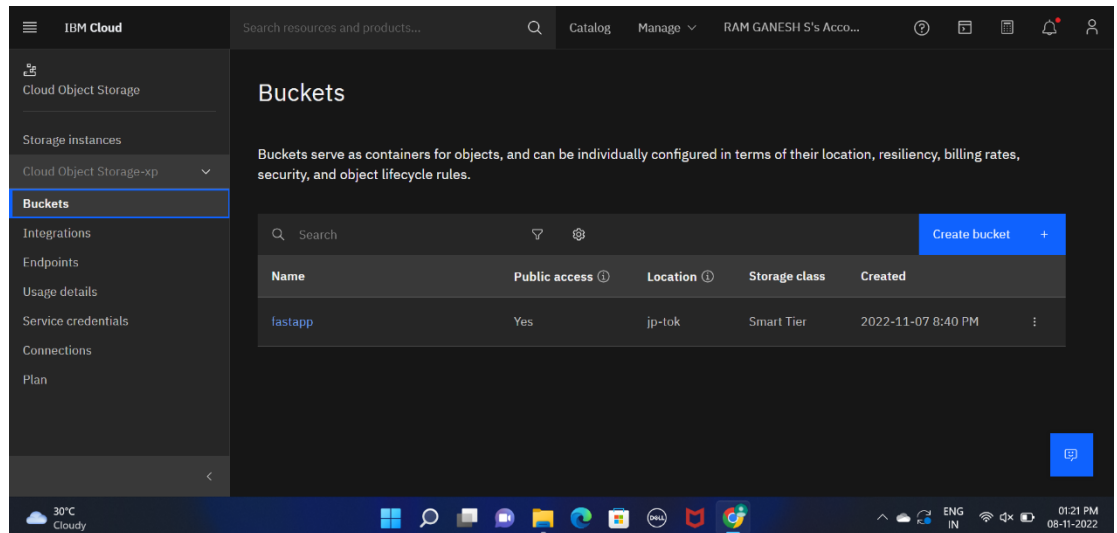 IBM Cloud
Search resources and products...
Catalog
Manage
RAM GANESH S's Acco...
Cloud Object Storage
Storage instances
Cloud Object Storage-xp
Buckets
Integrations
Endpoints
Usage details
Service credentials
Connections
Plan
Buckets
Buckets serve as containers for objects, and can be individually configured in terms of their location, resiliency, billing rates,
security, and object lifecycle rules.
Search
Create bucket +
Name Public access Location Storage class Created
fastapp Yes jp-tok Smart Tier 2022-11-07 8:40 PM
30°C
Cloudy
DELL
ENG
IN
01:21 PM
08-11-2022